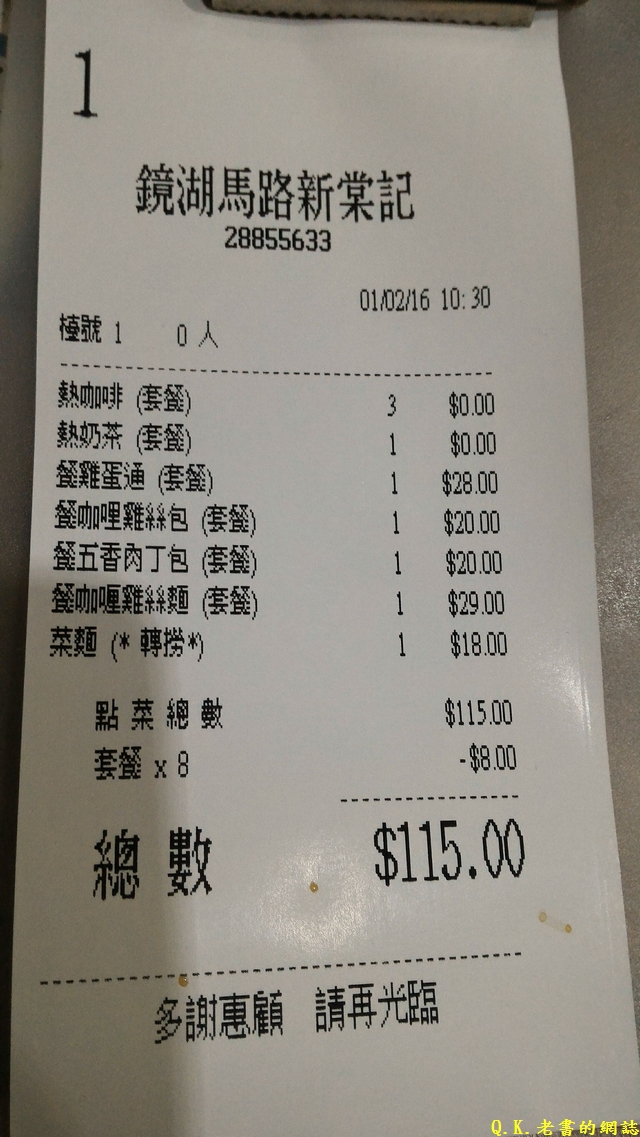 1
鏡湖馬路新棠記
28855633
01/02/16 10:30
檯號 1 0 人
熱咖啡 (套餐) 3 $0.00
熱奶茶 (套餐) 1 $0.00
餐雞蛋通 (套餐) 1 $28.00
餐咖哩雞絲包 (套餐) 1 $20.00
餐五香肉丁包 (套餐) 1 $20.00
餐咖喱雞絲麵 (套餐) 1 $29.00
菜麵 (* 轉撈*) 1 $18.00
點 菜 總 數 $115.00
套餐 x 8 -$8.00
總 數 $115.00
多謝惠顧 請再光臨
Q.K.老書的網誌